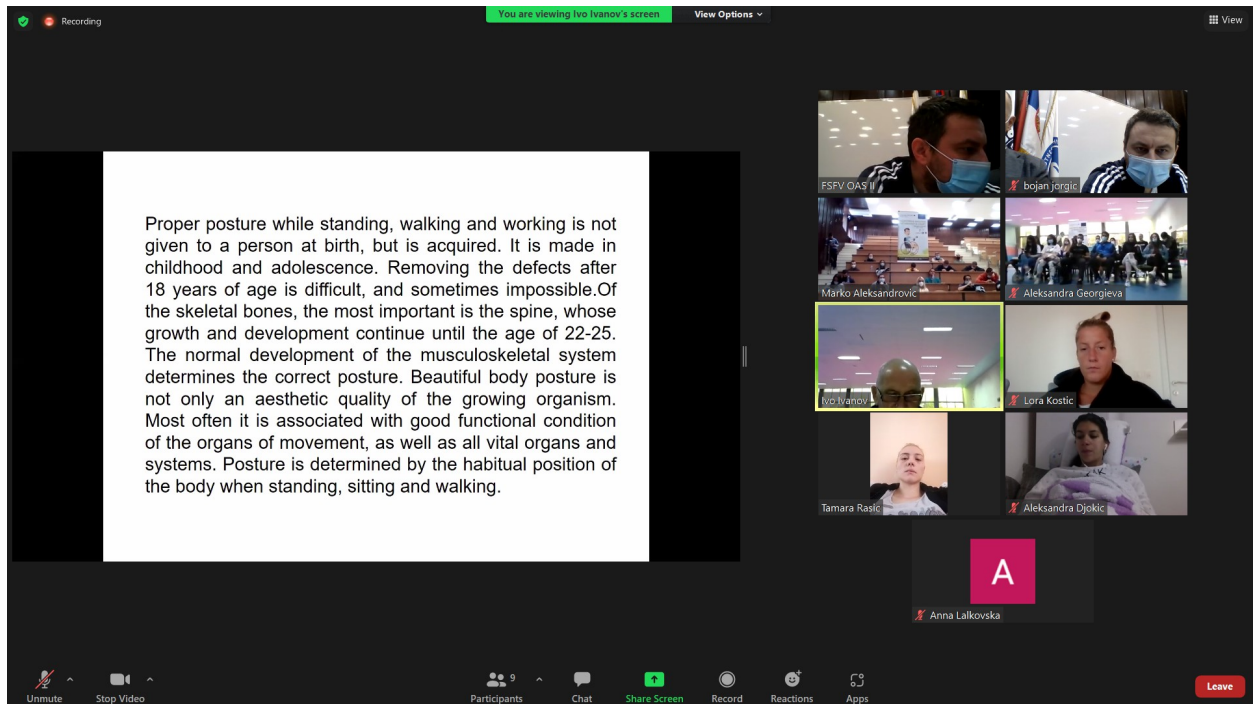 Recording
You are viewing Ivo Ivanov's screen
View Options
View
Proper posture while standing, walking and working is not
given to a person at birth, but is acquired. It is made in
childhood and adolescence. Removing the defects after
18 years of age is difficult, and sometimes impossible.Of
the skeletal bones, the most important is the spine, whose
growth and development continue until the age of 22-25.
The normal development of the musculoskeletal system
determines the correct posture. Beautiful body posture is
not only an aesthetic quality of the growing organism.
Most often it is associated with good functional condition
of the organs of movement, as well as all vital organs and
systems. Posture is determined by the habitual position of
the body when standing, sitting and walking.
FSFV OAS II
bojan jorgic
Marko Aleksandrovic
Aleksandra Georgieva
Ivo Ivanov
Lora Kostic
Tamara Rasic
Aleksandra Djokic
A
Anna Lalkovska
Unmute
Stop Video
9
Participants
Chat
Share Screen
Record
Reactions
Apps
Leave